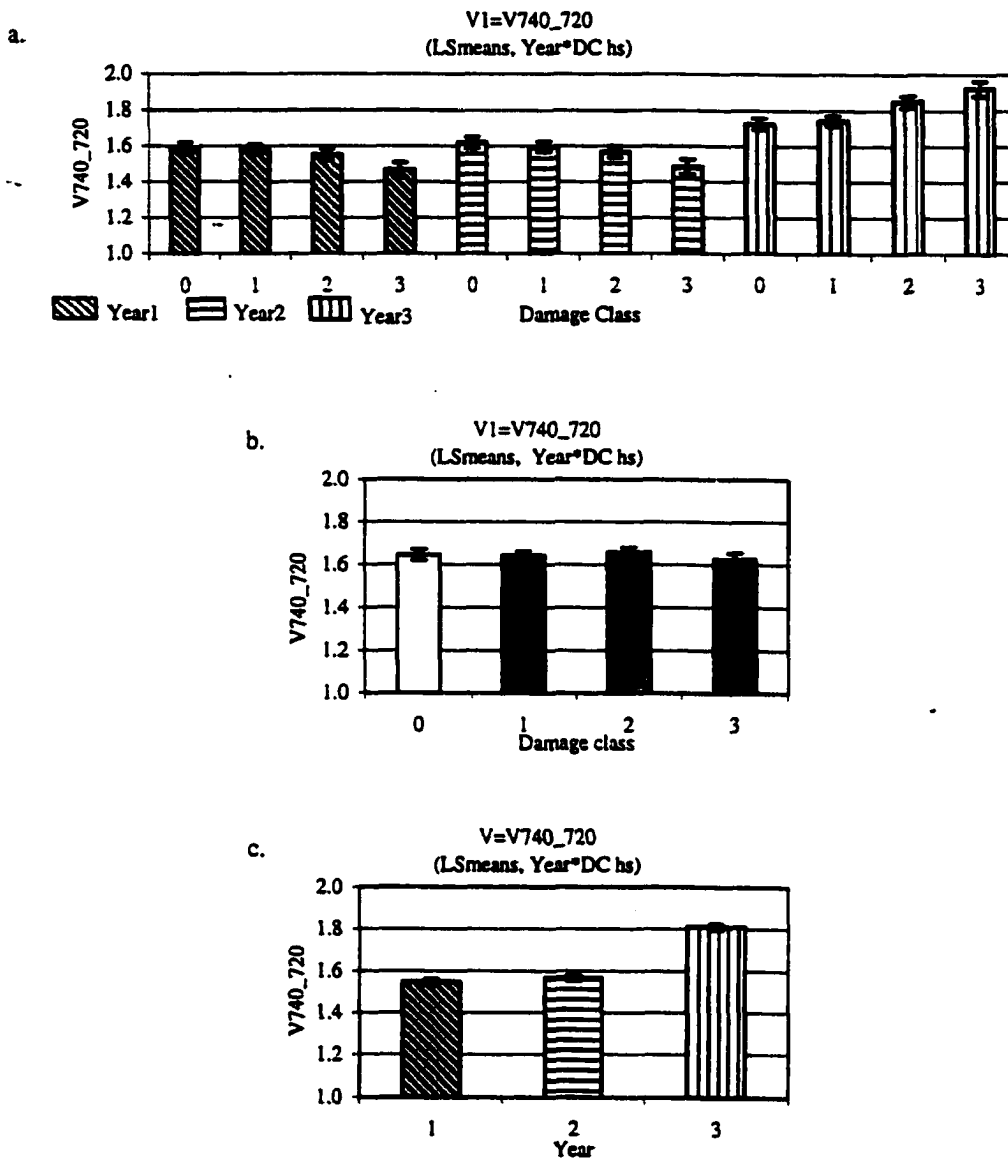 a.
V1=V740_720
(LSmeans, Year*DC hs)
V740_720
2.0
1.8
1.6
1.4
1.2
1.0
0 1 2 3 0 1 2 3 0 1 2 3
Year1 Year2 Year3
Damage Class
b.
V1=V740_720
(LSmeans, Year*DC hs)
V740_720
2.0
1.8
1.6
1.4
1.2
1.0
0 1 2 3
Damage class
c.
V=V740_720
(LSmeans, Year*DC hs)
V740_720
2.0
1.8
1.6
1.4
1.2
1.0
1 2 3
Year